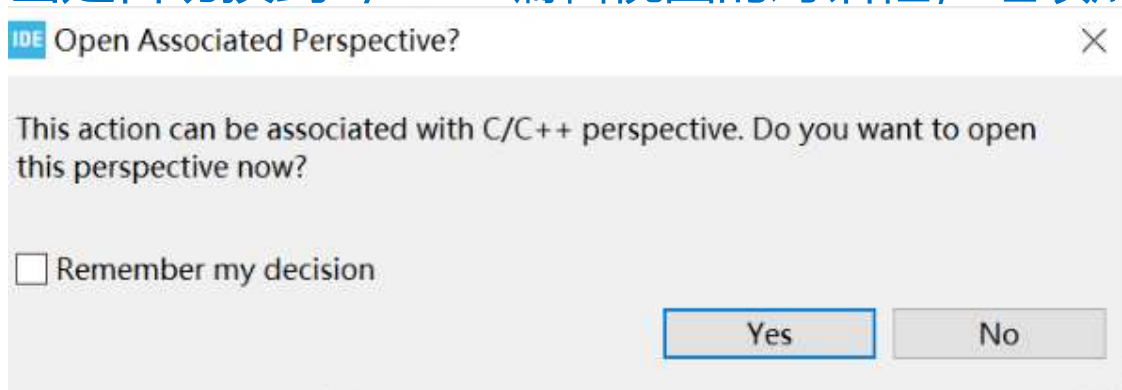 IDE Open Associated Perspective?
This action can be associated with C/C++ perspective. Do you want to open
this perspective now?
Remember my decision
Yes
No